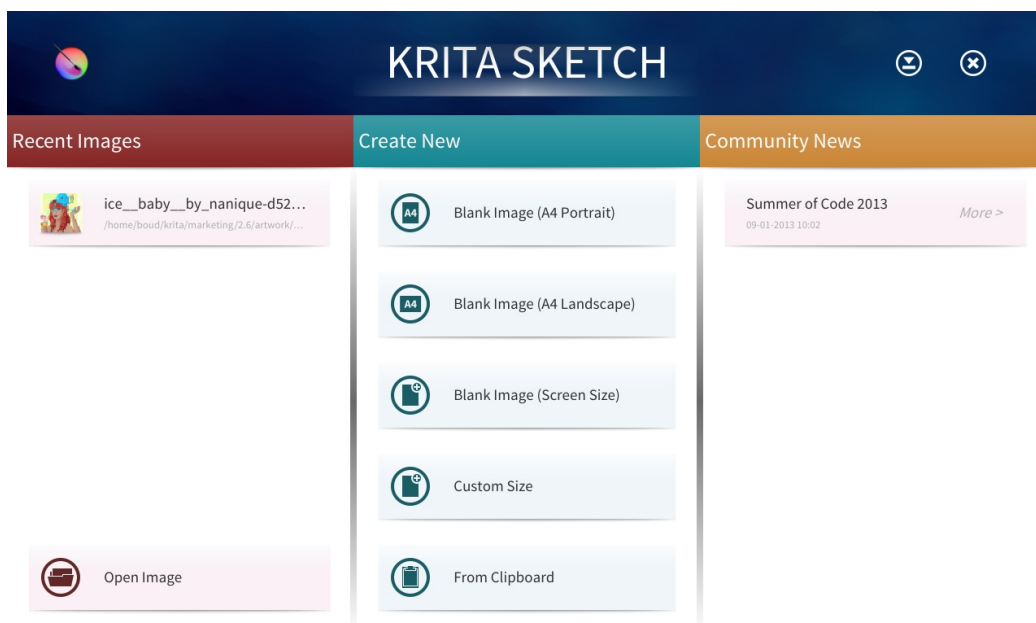 KRITA SKETCH
Recent Images
ice__baby__by_nanique-d52...
/home/boud/krita/marketing/2.6/artwork/...
Open Image
Create New
A4
Blank Image (A4 Portrait)
A4
Blank Image (A4 Landscape)
Blank Image (Screen Size)
Custom Size
From Clipboard
Community News
Summer of Code 2013
09-01-2013 10:02
More >